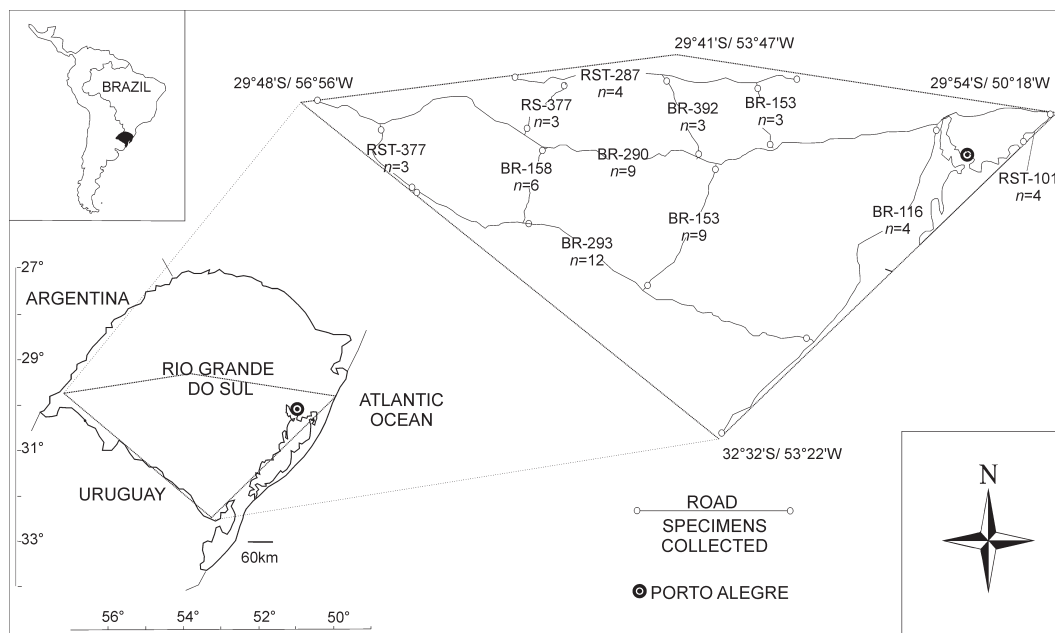 BRAZIL
29°41'S/ 53°47'W
29°48'S/ 56°56'W
29°54'S/ 50°18'W
RST-287
n=4
RS-377
n=3
BR-392
n=3
BR-153
n=3
RST-377
n=3
BR-158
n=6
BR-290
n=9
RST-101
n=4
BR-116
n=4
BR-153
n=9
BR-293
n=12
32°32'S/ 53°22'W
27°
ARGENTINA
29°
RIO GRANDE
DO SUL
ATLANTIC
OCEAN
31°
URUGUAY
33°
60km
56°
54°
52°
50°
ROAD
SPECIMENS
COLLECTED
PORTO ALEGRE
N